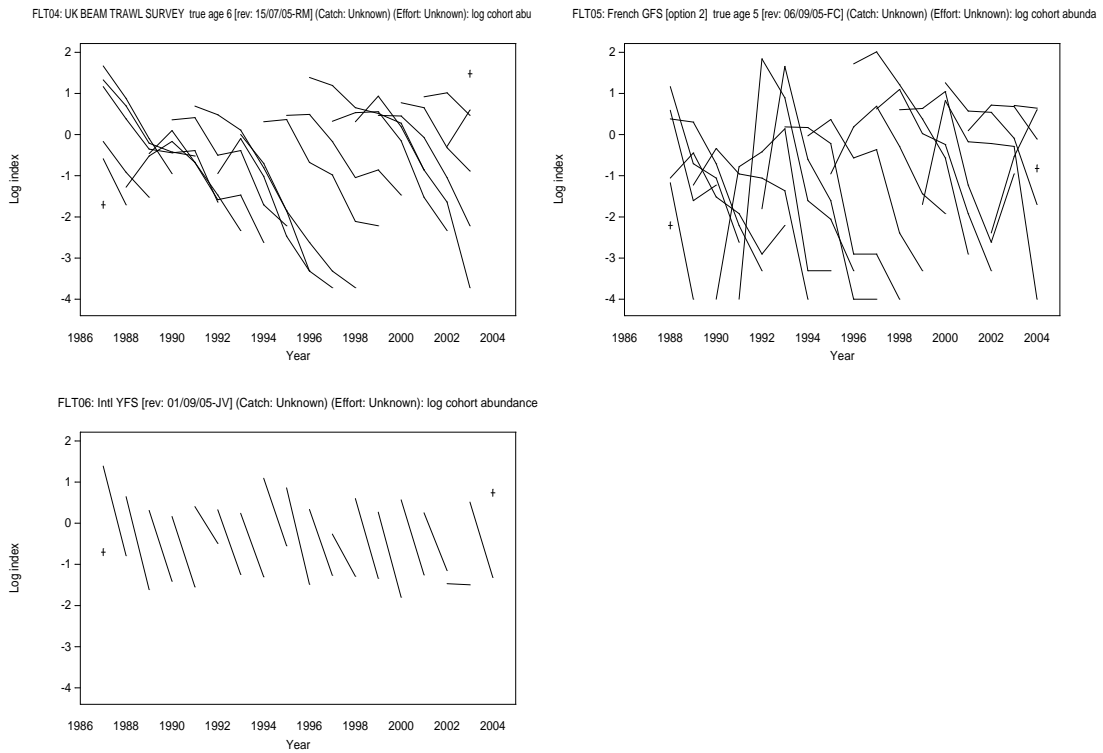 FLT04: UK BEAM TRAWL SURVEY true age 6 [rev: 15/07/05-RM] (Catch: Unknown) (Effort: Unknown): log cohort abu
2
1
0
-1
-2
-3
-4
Log index
1986 1988 1990 1992 1994 1996 1998 2000 2002 2004
Year
FLT05: French GFS [option 2] true age 5 [rev: 06/09/05-FC] (Catch: Unknown) (Effort: Unknown): log cohort abunda
2
1
0
-1
-2
-3
-4
Log index
1986 1988 1990 1992 1994 1996 1998 2000 2002 2004
Year
FLT06: Intl YFS [rev: 01/09/05-JV] (Catch: Unknown) (Effort: Unknown): log cohort abundance
2
1
0
-1
-2
-3
-4
Log index
1986 1988 1990 1992 1994 1996 1998 2000 2002 2004
Year